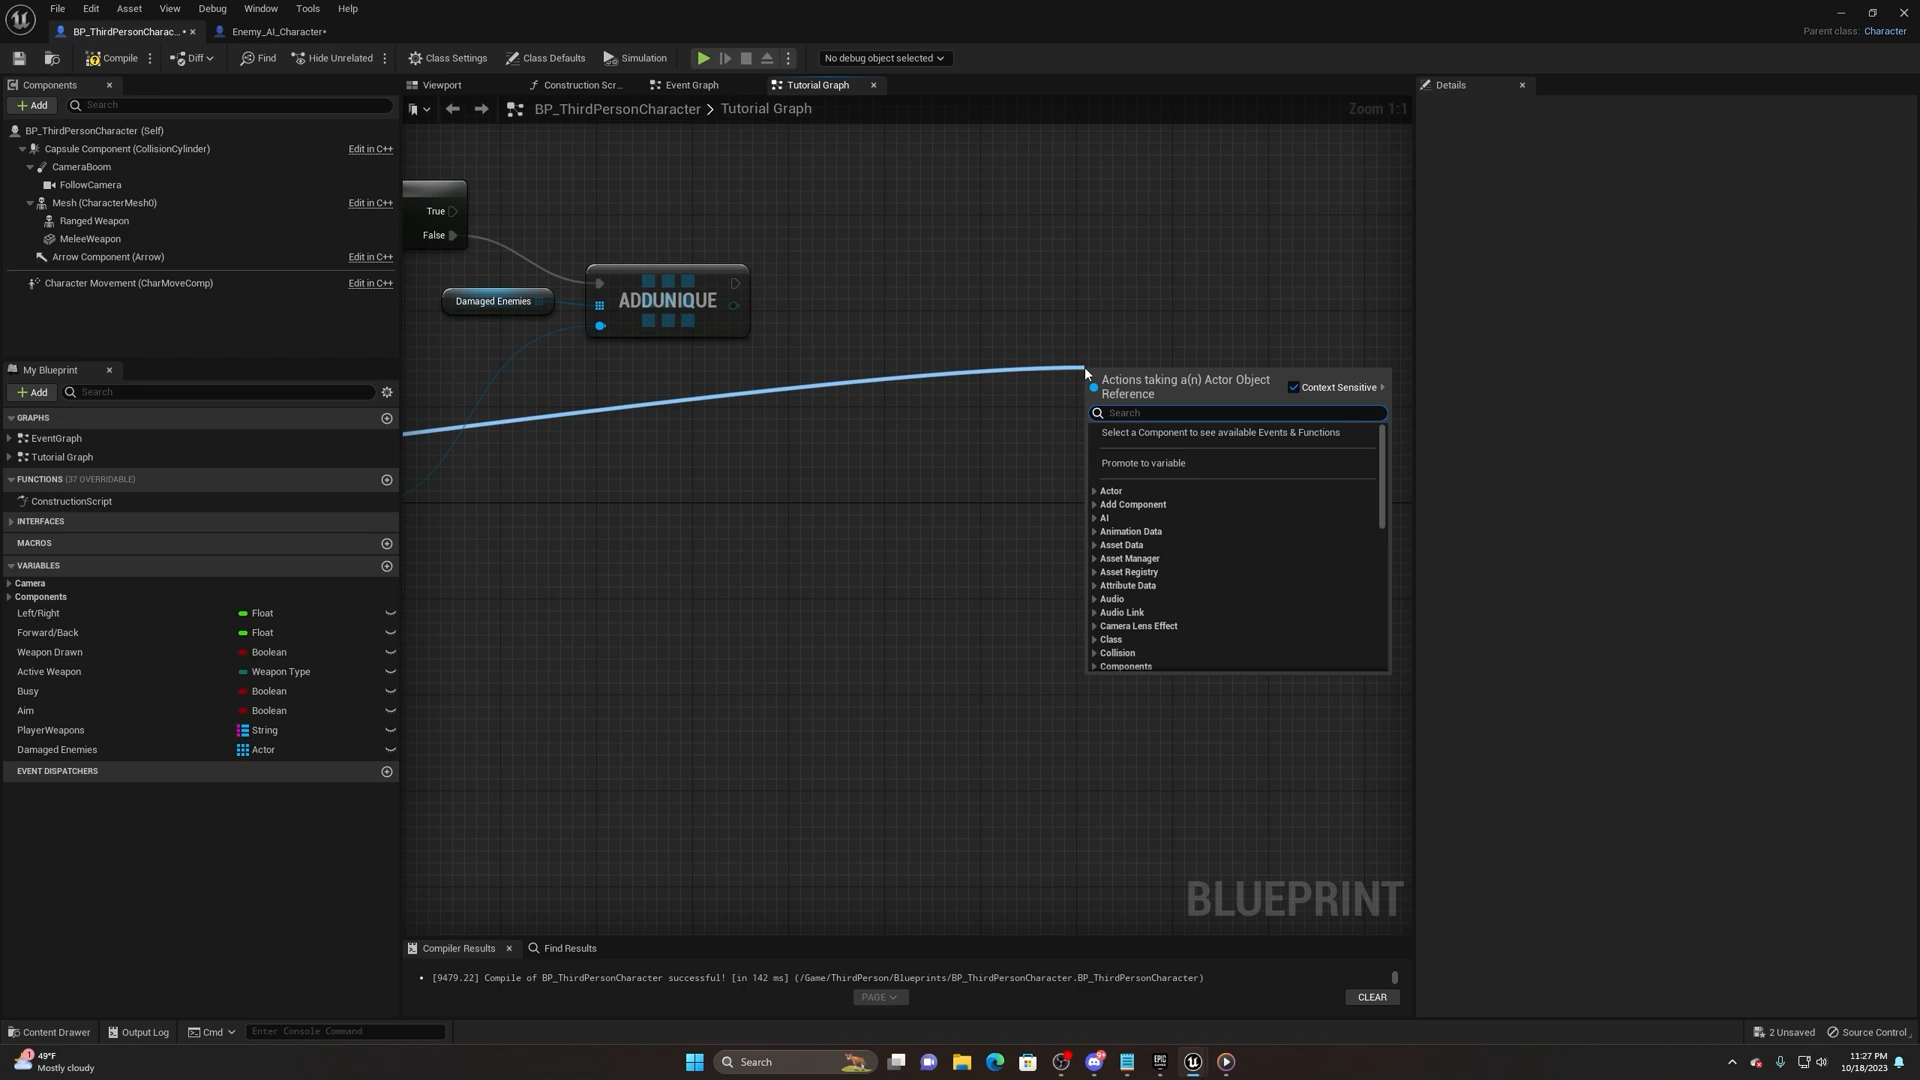 File Edit Asset View Debug Window Tools Help
BP_ThirdPersonCharac... • × Enemy_AI_Character•
Parent class: Character
Compile Diff Find Hide Unrelated Class Settings Class Defaults Simulation No debug object selected
Components ×
Viewport Construction Scr... Event Graph Tutorial Graph ×
Details ×
+ Add Search
BP_ThirdPersonCharacter > Tutorial Graph
Zoom 1:1
BP_ThirdPersonCharacter (Self)
Capsule Component (CollisionCylinder) Edit in C++
CameraBoom
FollowCamera
Mesh (CharacterMesh0) Edit in C++
Ranged Weapon
MeleeWeapon
Arrow Component (Arrow) Edit in C++
Character Movement (CharMoveComp) Edit in C++
True
False
Damaged Enemies
ADDUNIQUE
Actions taking a(n) Actor Object
Reference
Context Sensitive
Search
Select a Component to see available Events & Functions
Promote to variable
Actor
Add Component
AI
Animation Data
Asset Data
Asset Manager
Asset Registry
Attribute Data
Audio
Audio Link
Camera Lens Effect
Class
Collision
Components
My Blueprint ×
+ Add Search
GRAPHS
EventGraph
Tutorial Graph
FUNCTIONS (37 OVERRIDABLE)
ConstructionScript
INTERFACES
MACROS
VARIABLES
Camera
Components
Left/Right Float
Forward/Back Float
Weapon Drawn Boolean
Active Weapon Weapon Type
Busy Boolean
Aim Boolean
PlayerWeapons String
Damaged Enemies Actor
EVENT DISPATCHERS
BLUEPRINT
Compiler Results × Find Results
• [9479.22] Compile of BP_ThirdPersonCharacter successful! [in 142 ms] (/Game/ThirdPerson/Blueprints/BP_ThirdPersonCharacter.BP_ThirdPersonCharacter)
PAGE
CLEAR
Content Drawer Output Log Cmd Enter Console Command
2 Unsaved Source Control
1 49°F
Mostly cloudy
Search
EPIC
11:27 PM
10/18/2023